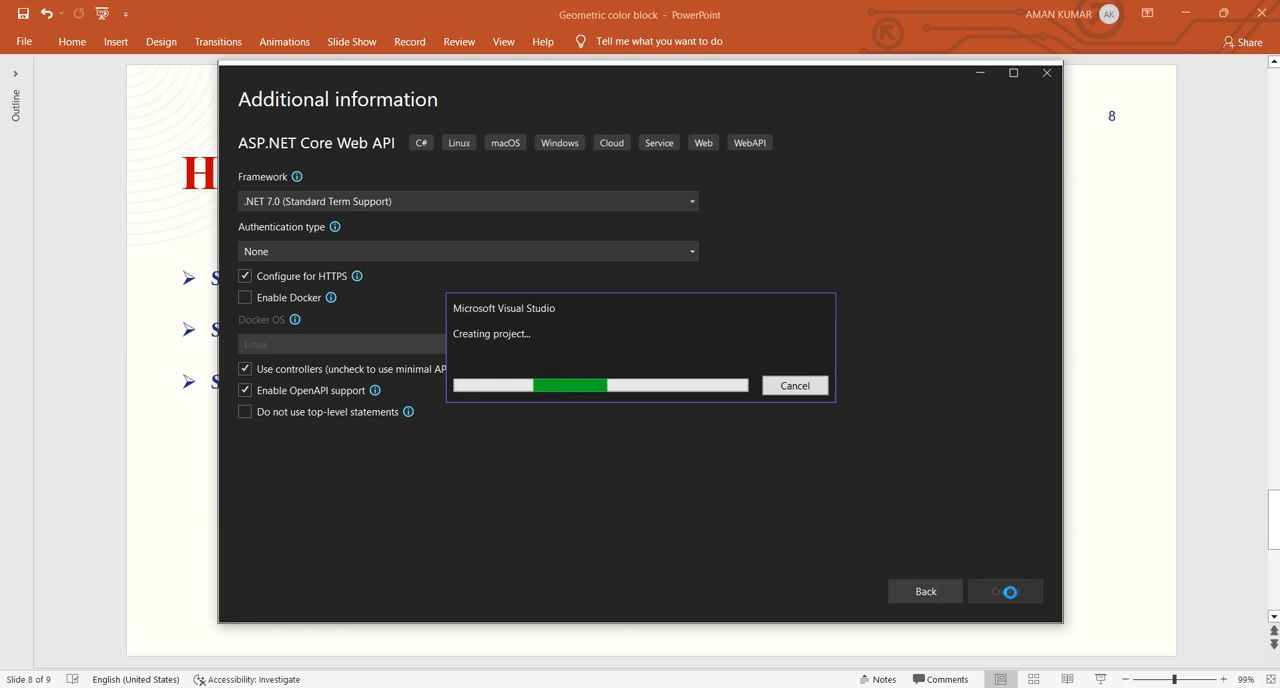 Geometric color block - PowerPoint
AMAN KUMAR AK
File Home Insert Design Transitions Animations Slide Show Record Review View Help Tell me what you want to do Share
Outline
8
H
S
S
S
Additional information
ASP.NET Core Web API C# Linux macOS Windows Cloud Service Web WebAPI
Framework
.NET 7.0 (Standard Term Support)
Authentication type
None
Configure for HTTPS
Enable Docker
Docker OS
Linux
Use controllers (uncheck to use minimal AP
Enable OpenAPI support
Do not use top-level statements
Microsoft Visual Studio
Creating project...
Cancel
Back
Slide 8 of 9 English (United States) Accessibility: Investigate Notes Comments 99%